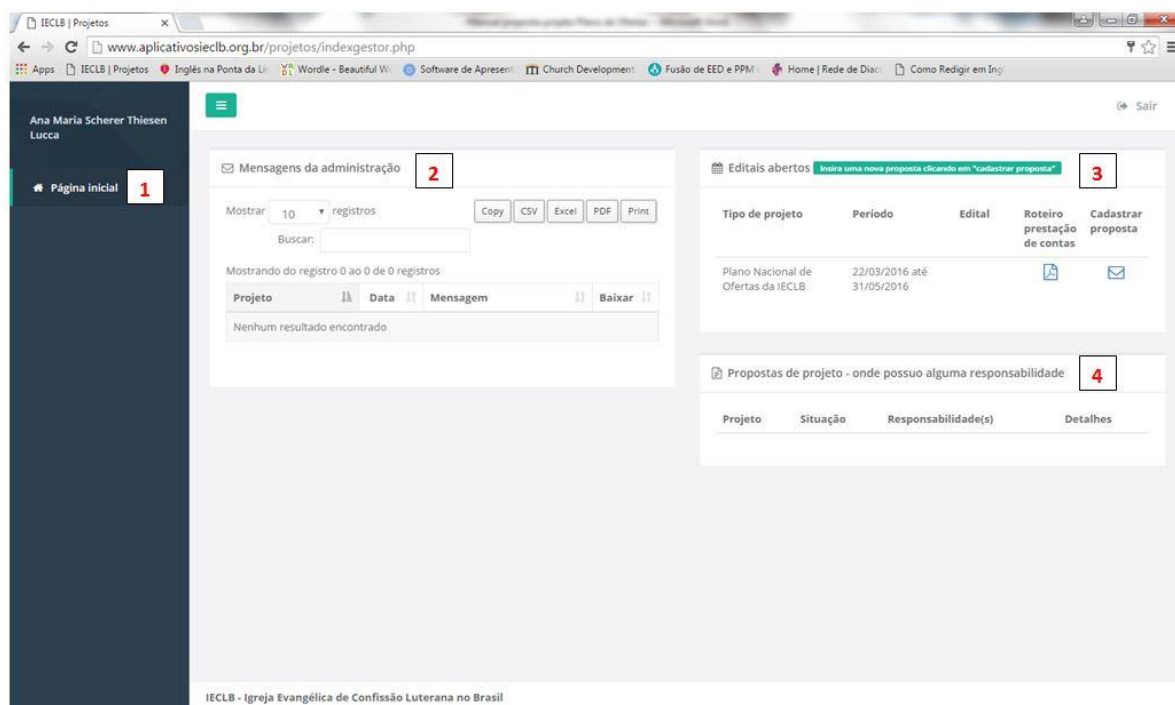 IECLB | Projetos
www.aplicativosieclb.org.br/projetos/indexgestor.php
Apps IECLB | Projetos Inglês na Ponta da Lín Wordle - Beautiful Wo Software de Apresent Church Development Fusão de EED e PPM Home | Rede de Diac Como Redigir em Ing
Ana Maria Scherer Thiesen
Lucca
Sair
Página inicial
1
Mensagens da administração
2
Mostrar 10 registros
Copy CSV Excel PDF Print
Buscar:
Mostrando do registro 0 ao 0 de 0 registros
Projeto Data Mensagem Baixar
Nenhum resultado encontrado
Editais abertos Insira uma nova proposta clicando em "cadastrar proposta"
3
Tipo de projeto Período Edital Roteiro Cadastrar
prestação proposta
de contas
Plano Nacional de 22/03/2016 até
Ofertas da IECLB 31/05/2016
Propostas de projeto - onde possuo alguma responsabilidade
4
Projeto Situação Responsabilidade(s) Detalhes
IECLB - Igreja Evangélica de Confissão Luterana no Brasil